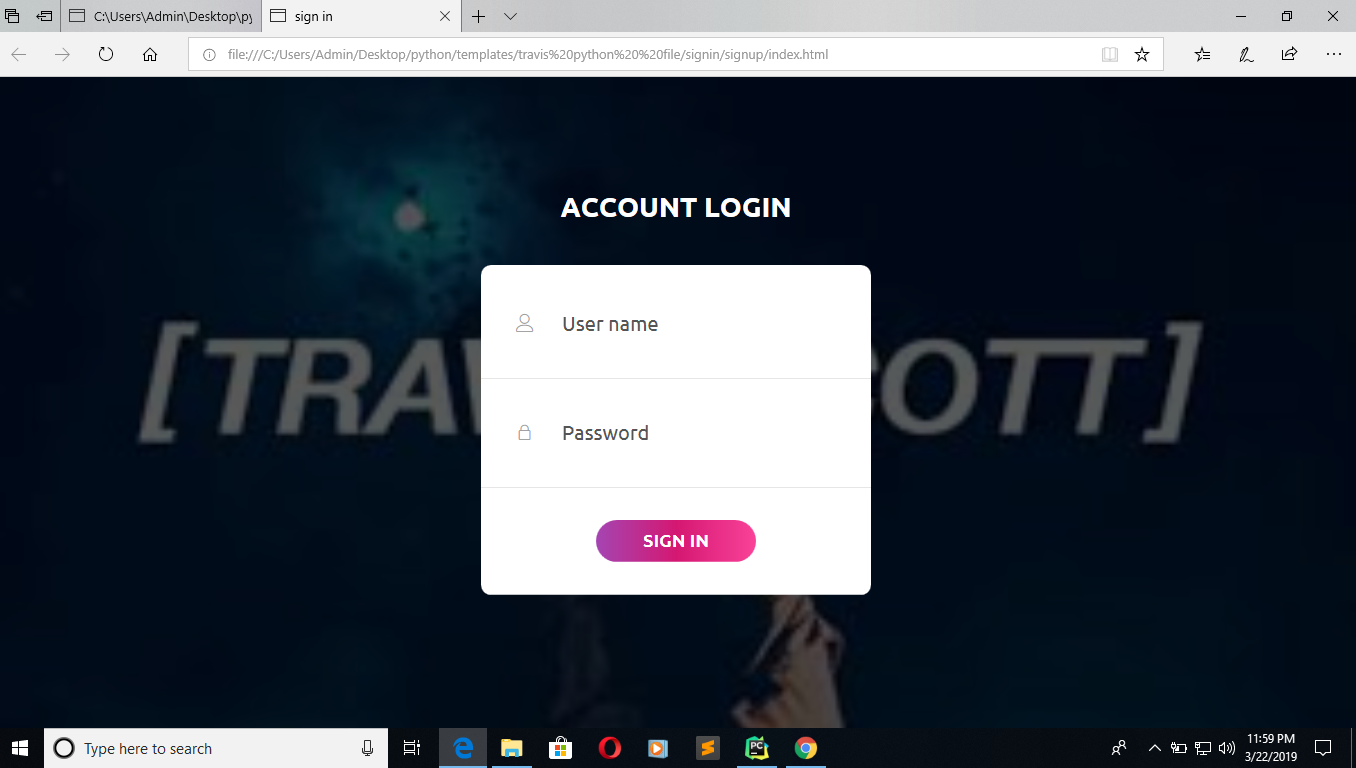 C:\Users\Admin\Desktop\py
sign in
file:///C:/Users/Admin/Desktop/python/templates/travis%20python%20%20file/signin/signup/index.html
ACCOUNT LOGIN
User name
[TRAV COTT]
Password
SIGN IN
Type here to search
PC
11:59 PM
3/22/2019